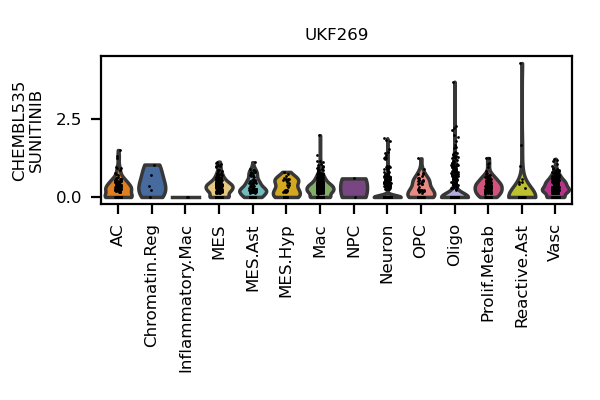 UKF269
CHEMBL535
SUNITINIB
2.5
0.0
AC
Chromatin.Reg
Inflammatory.Mac
MES
MES.Ast
MES.Hyp
Mac
NPC
Neuron
OPC
Oligo
Prolif.Metab
Reactive.Ast
Vasc